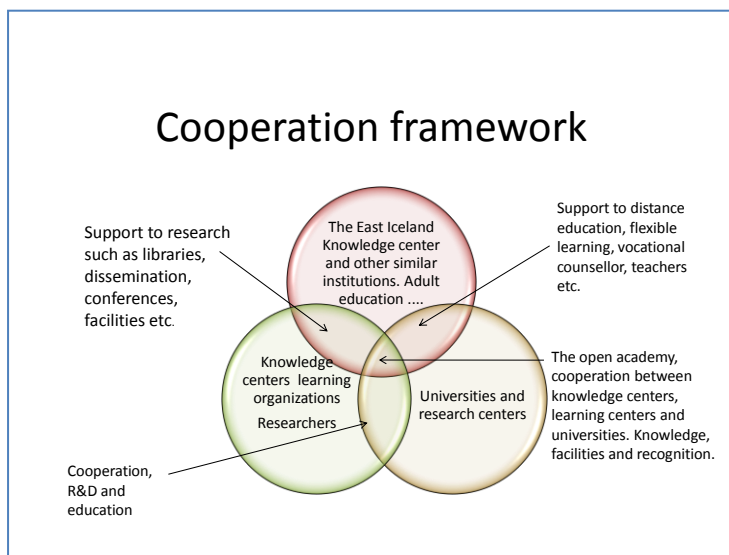 Cooperation framework
Support to research
such as libraries,
dissemination,
conferences,
facilities etc.
The East Iceland
Knowledge center
and other similar
institutions. Adult
education ....
Support to distance
education, flexible
learning, vocational
counsellor, teachers
etc.
Knowledge
centers learning
organizations
Researchers
Universities and
research centers
The open academy,
cooperation between
knowledge centers,
learning centers and
universities. Knowledge,
facilities and recognition.
Cooperation,
R&D and
education